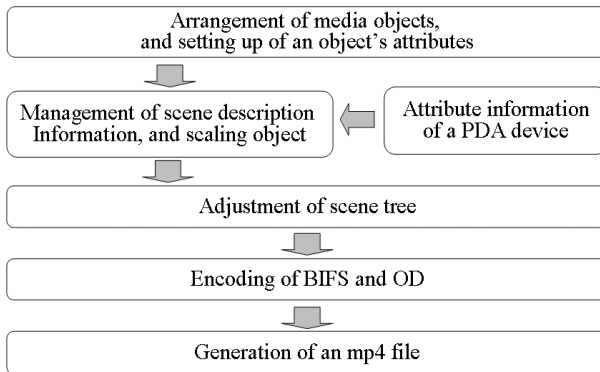 Arrangement of media objects,
and setting up of an object's attributes
Management of scene description
Information, and scaling object
Attribute information
of a PDA device
Adjustment of scene tree
Encoding of BIFS and OD
Generation of an mp4 file